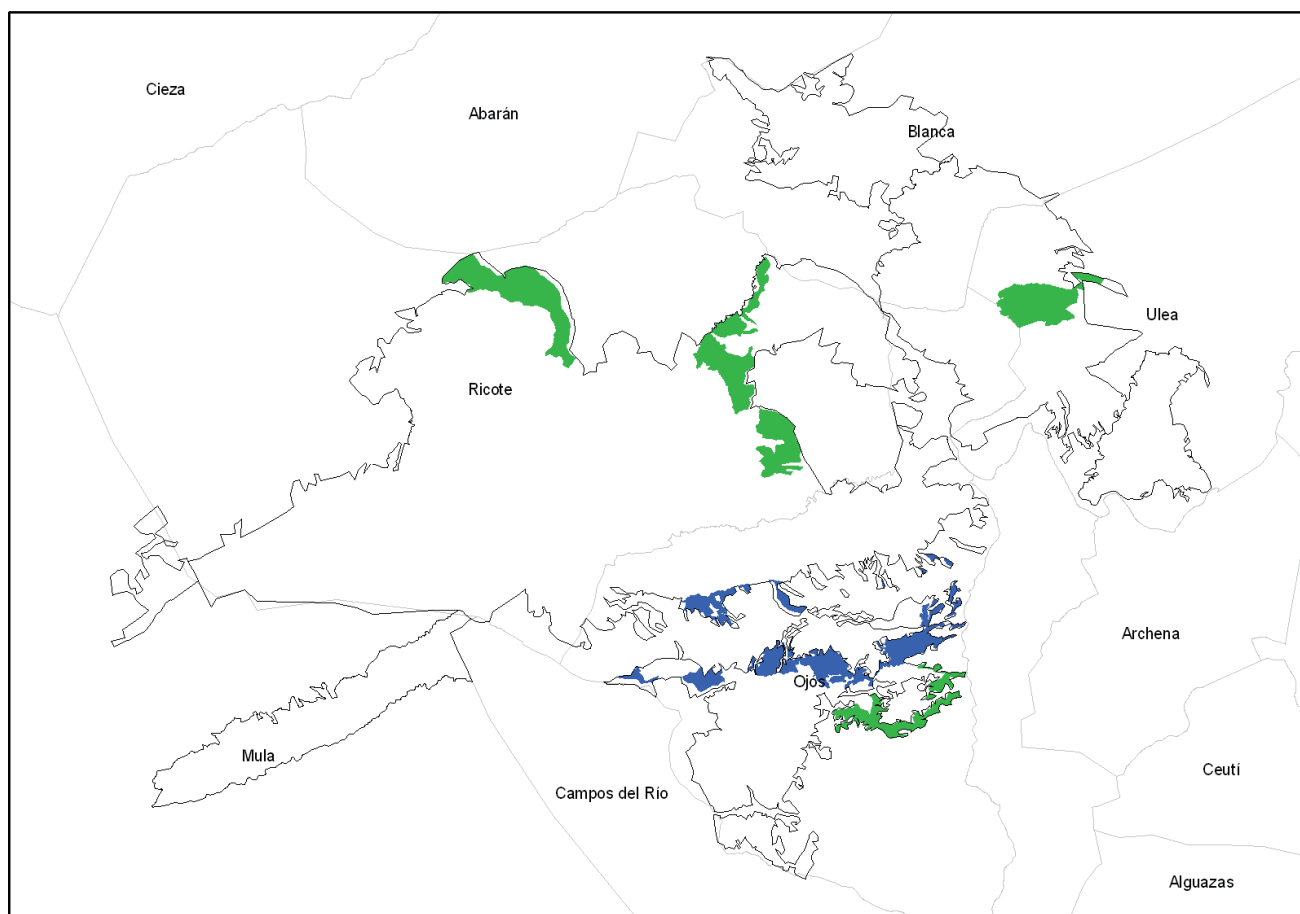 Cieza
Abarán
Blanca
Ulea
Ricote
Archena
Ojós
Mula
Ceutí
Campos del Río
Alguazas